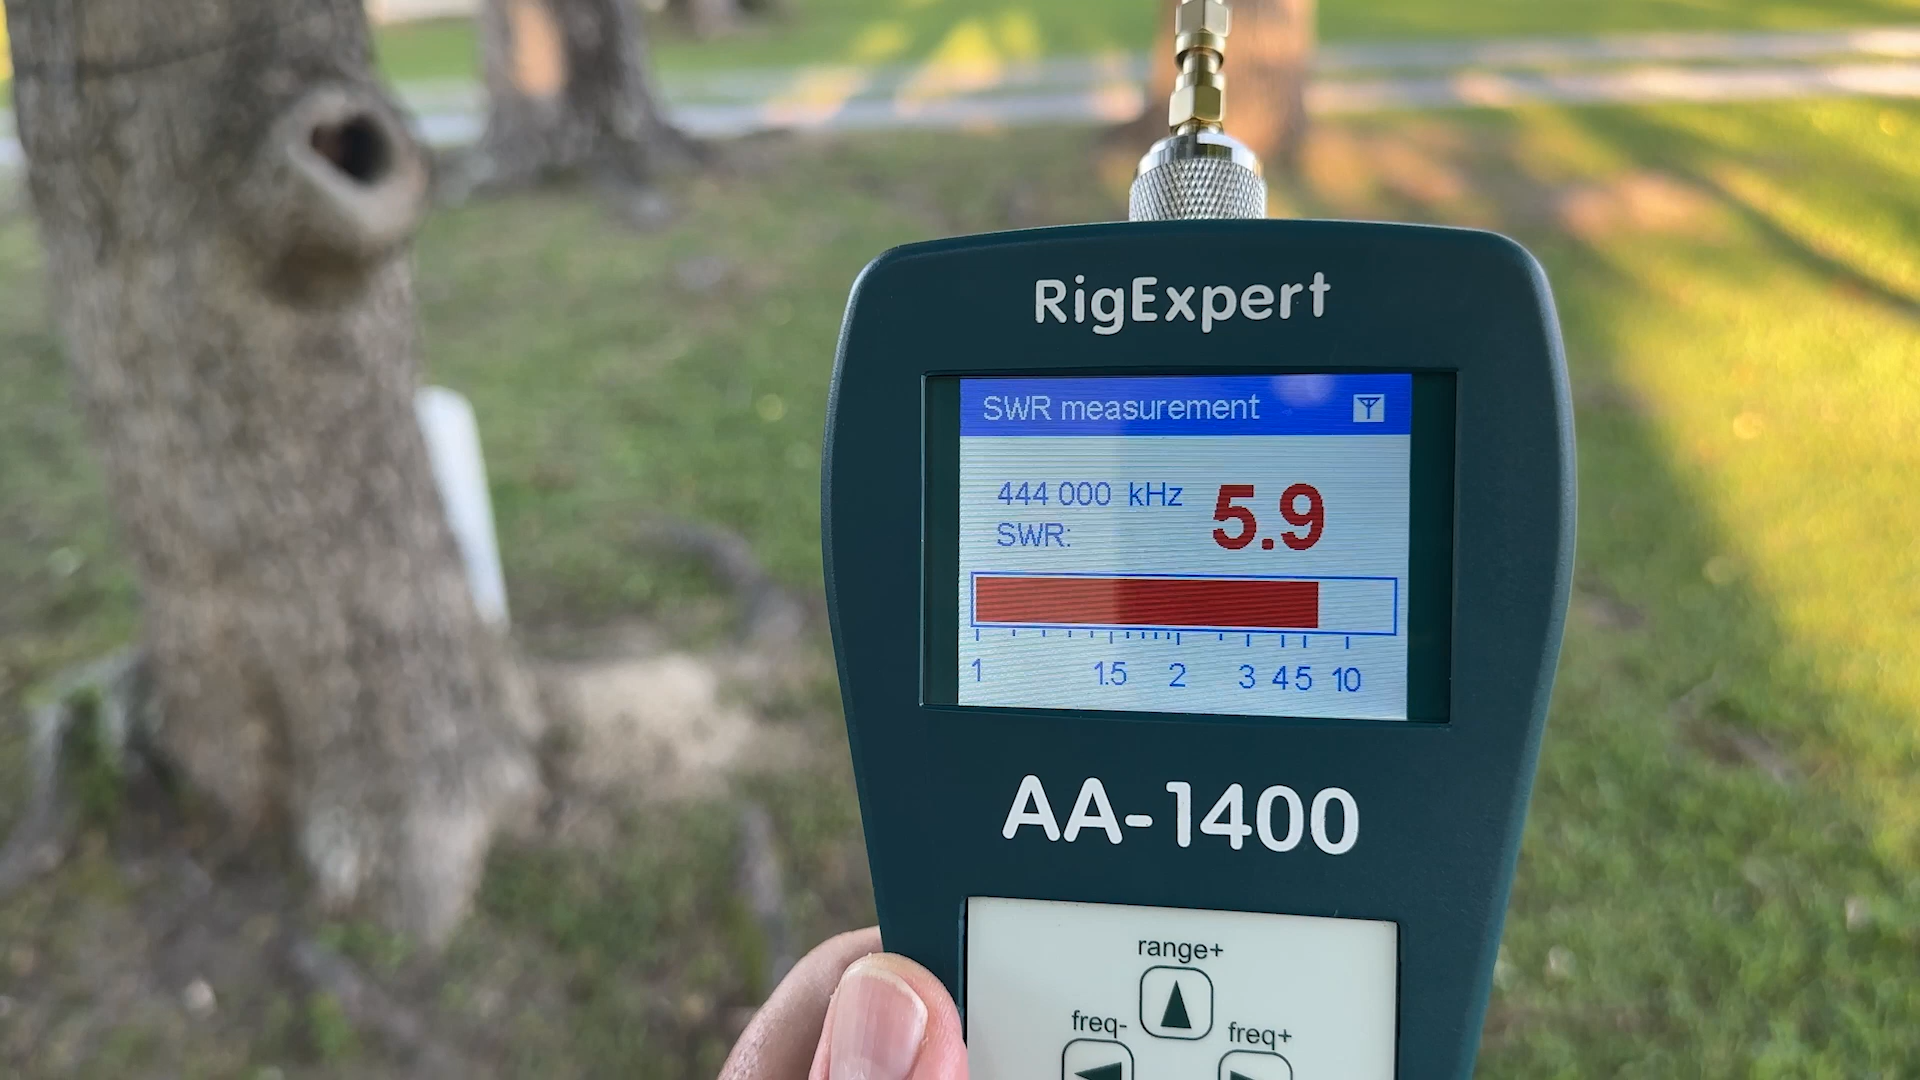 RigExpert
SWR measurement
444 000 kHz 5.9
SWR:
1 1.5 2 3 4 5 10
AA-1400
range+
freq- freq+